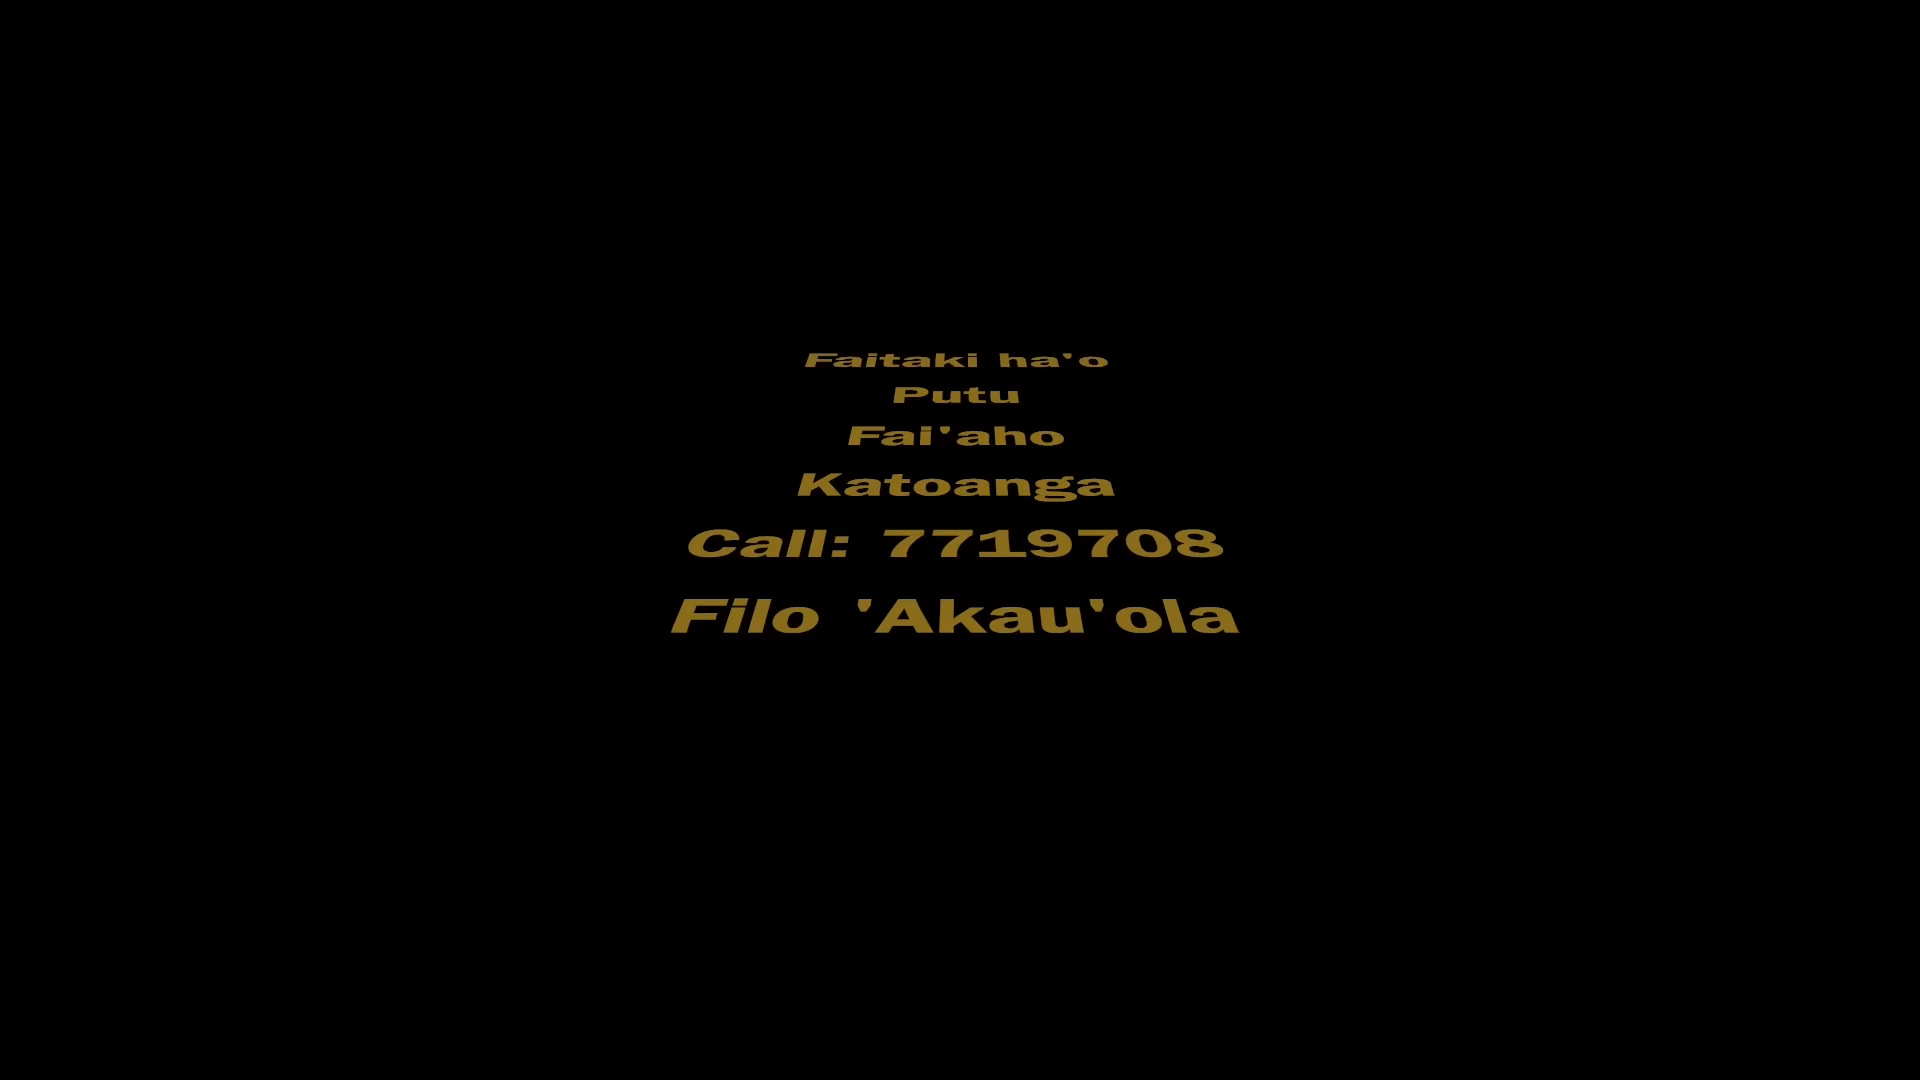 Faitaki ha'o
Putu
Fai'aho
Katoanga
Call: 7719708
Filo 'Akau'ola